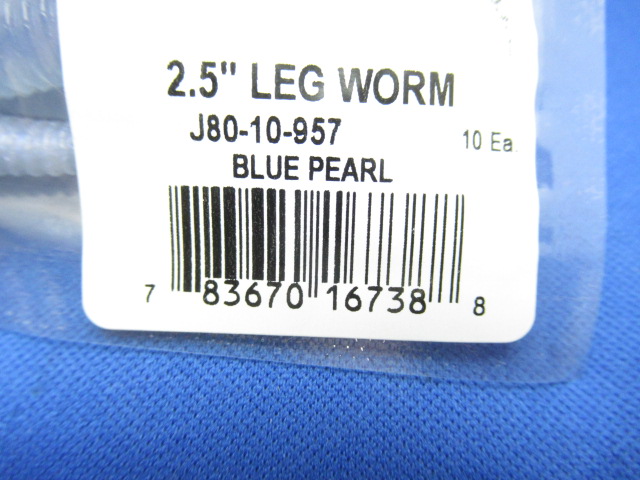 2.5" LEG WORM
J80-10-957
10 Ea.
BLUE PEARL
7 83670 16738 8